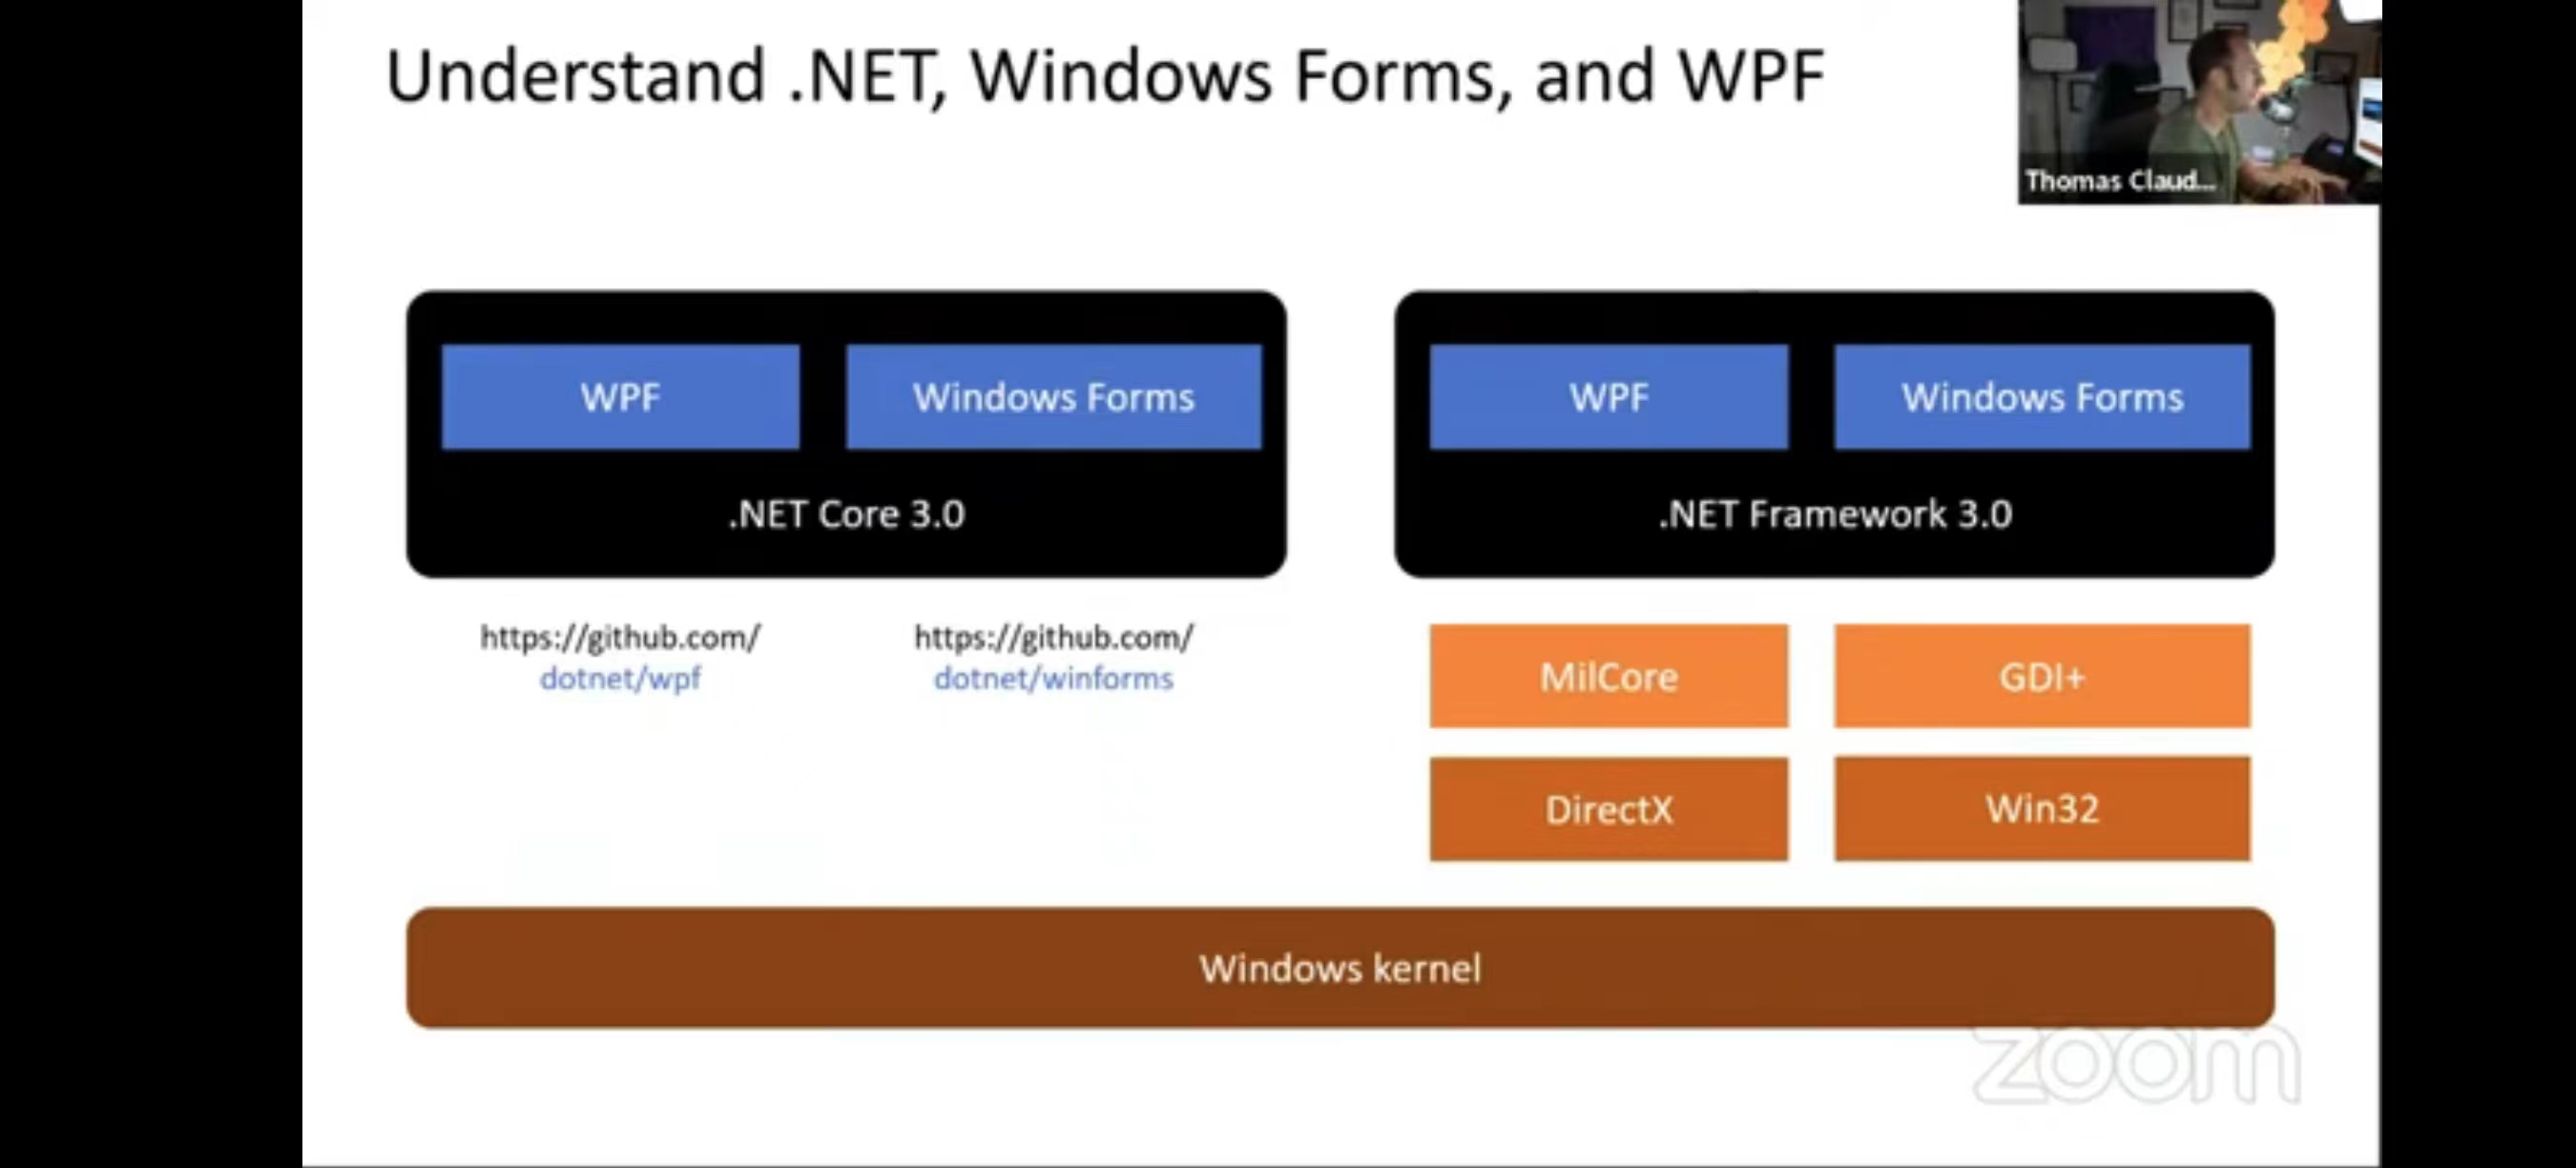 Understand .NET, Windows Forms, and WPF
Thomas Claud...
WPF
Windows Forms
.NET Core 3.0
WPF
Windows Forms
.NET Framework 3.0
https://github.com/
dotnet/wpf
https://github.com/
dotnet/winforms
MilCore
GDI+
DirectX
Win32
Windows kernel
zoom